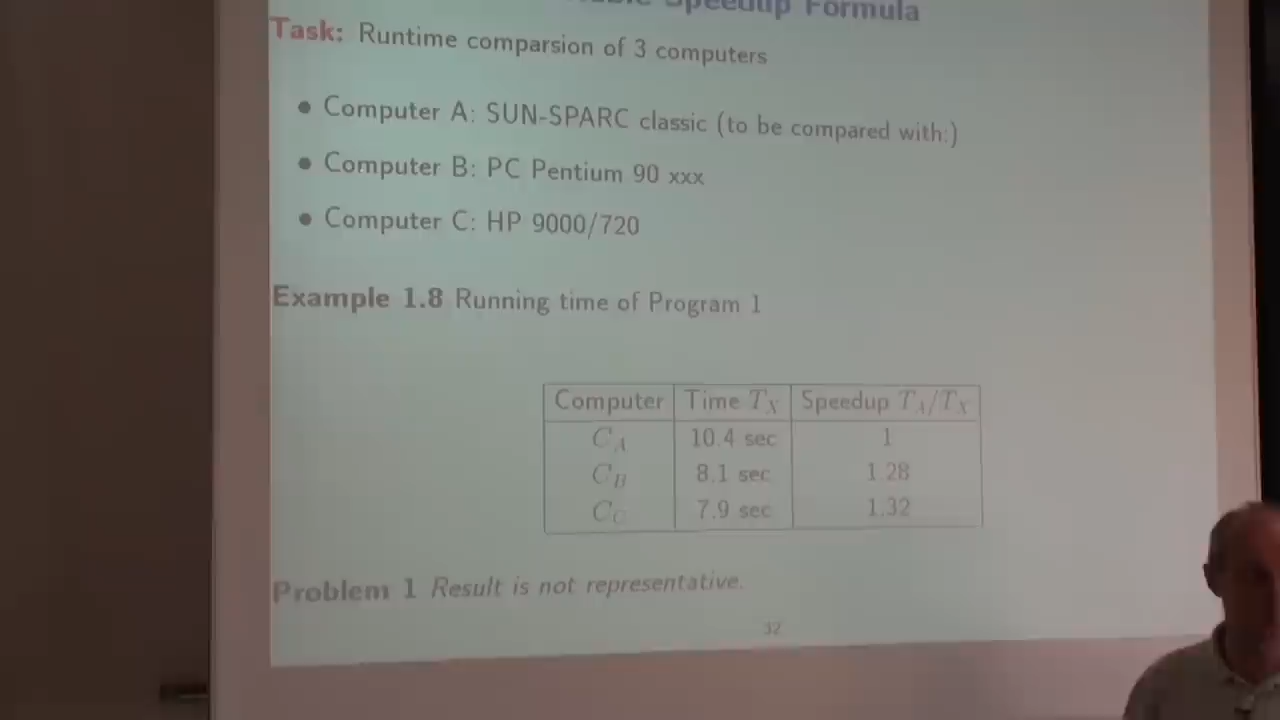 Speedup Formula
Task: Runtime comparsion of 3 computers
• Computer A: SUN-SPARC classic (to be compared with:)
• Computer B: PC Pentium 90 xxx
• Computer C: HP 9000/720
Example 1.8 Running time of Program 1
Computer Time T_X Speedup T_A/T_X
C_A 10.4 sec 1
C_B 8.1 sec 1.28
C_C 7.9 sec 1.32
Problem 1 Result is not representative.
32